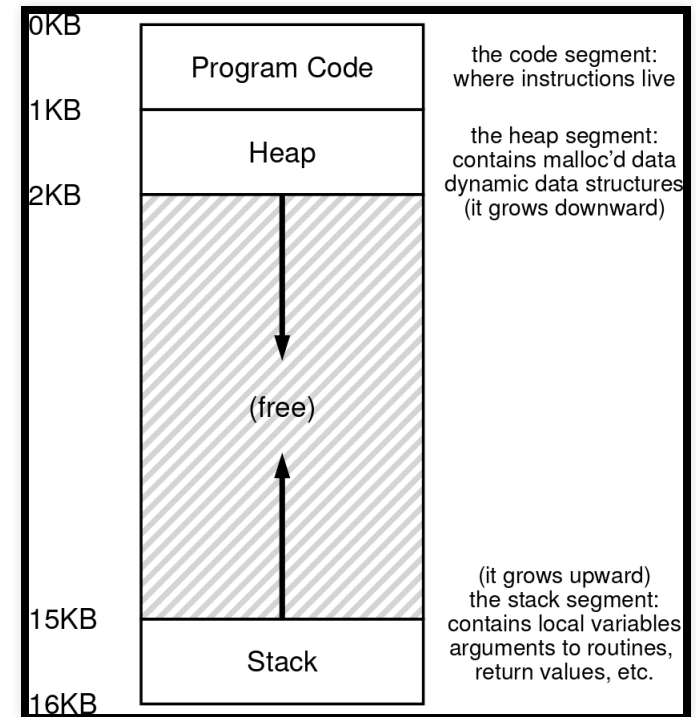 0KB
Program Code
the code segment:
where instructions live
1KB
Heap
the heap segment:
contains malloc'd data
dynamic data structures
(it grows downward)
2KB
(free)
(it grows upward)
the stack segment:
contains local variables
arguments to routines,
return values, etc.
15KB
Stack
16KB